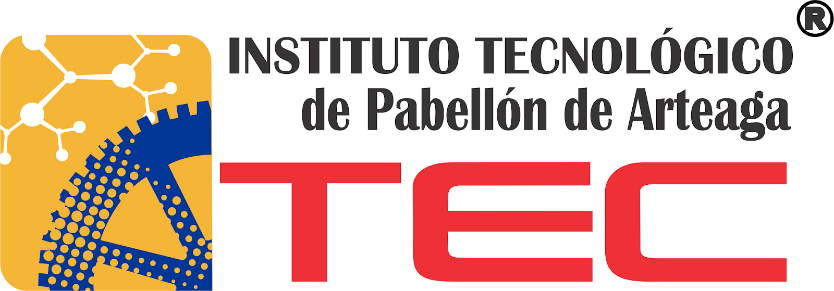 INSTITUTO TECNOLÓGICO®
de Pabellón de Arteaga
TEC